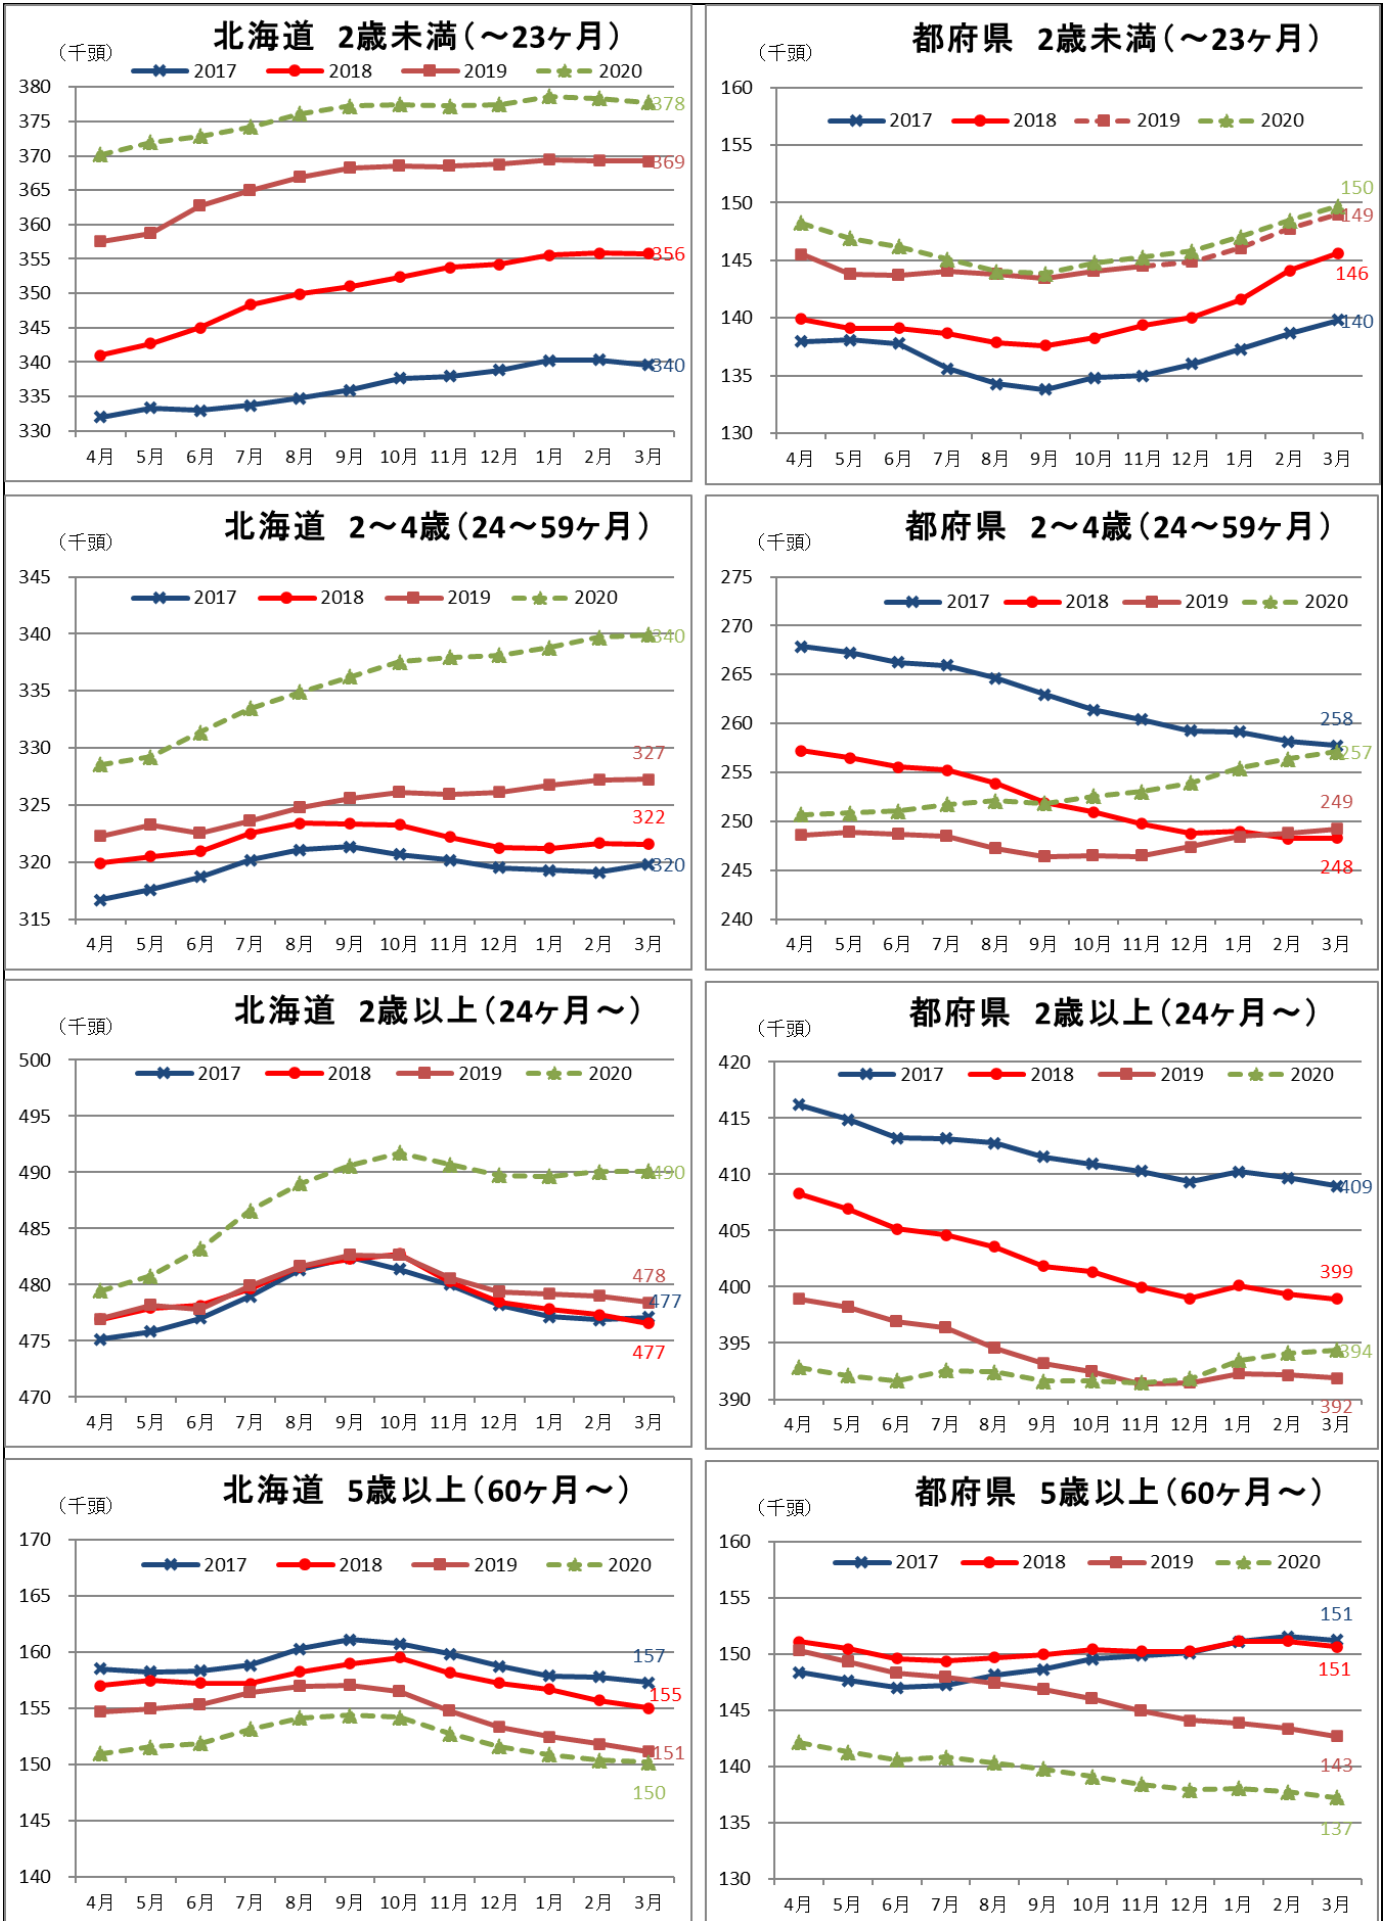 北海道 2歳未満(～23ヶ月)
(千頭)
2017 2018 2019 2020
380
375
370
365
360
355
350
345
340
335
330
378
369
356
340
4月 5月 6月 7月 8月 9月 10月 11月 12月 1月 2月 3月
都府県 2歳未満(～23ヶ月)
(千頭)
2017 2018 2019 2020
160
155
150
145
140
135
130
150
149
146
140
4月 5月 6月 7月 8月 9月 10月 11月 12月 1月 2月 3月
北海道 2～4歳(24～59ヶ月)
(千頭)
2017 2018 2019 2020
345
340
335
330
325
320
315
340
327
322
320
4月 5月 6月 7月 8月 9月 10月 11月 12月 1月 2月 3月
都府県 2～4歳(24～59ヶ月)
(千頭)
2017 2018 2019 2020
275
270
265
260
255
250
245
240
258
257
249
248
4月 5月 6月 7月 8月 9月 10月 11月 12月 1月 2月 3月
北海道 2歳以上(24ヶ月～)
(千頭)
2017 2018 2019 2020
500
495
490
485
480
475
470
490
478
477
477
4月 5月 6月 7月 8月 9月 10月 11月 12月 1月 2月 3月
都府県 2歳以上(24ヶ月～)
(千頭)
2017 2018 2019 2020
420
415
410
405
400
395
390
409
399
394
392
4月 5月 6月 7月 8月 9月 10月 11月 12月 1月 2月 3月
北海道 5歳以上(60ヶ月～)
(千頭)
2017 2018 2019 2020
170
165
160
155
150
145
140
157
155
151
150
4月 5月 6月 7月 8月 9月 10月 11月 12月 1月 2月 3月
都府県 5歳以上(60ヶ月～)
(千頭)
2017 2018 2019 2020
160
155
150
145
140
135
130
151
151
143
137
4月 5月 6月 7月 8月 9月 10月 11月 12月 1月 2月 3月